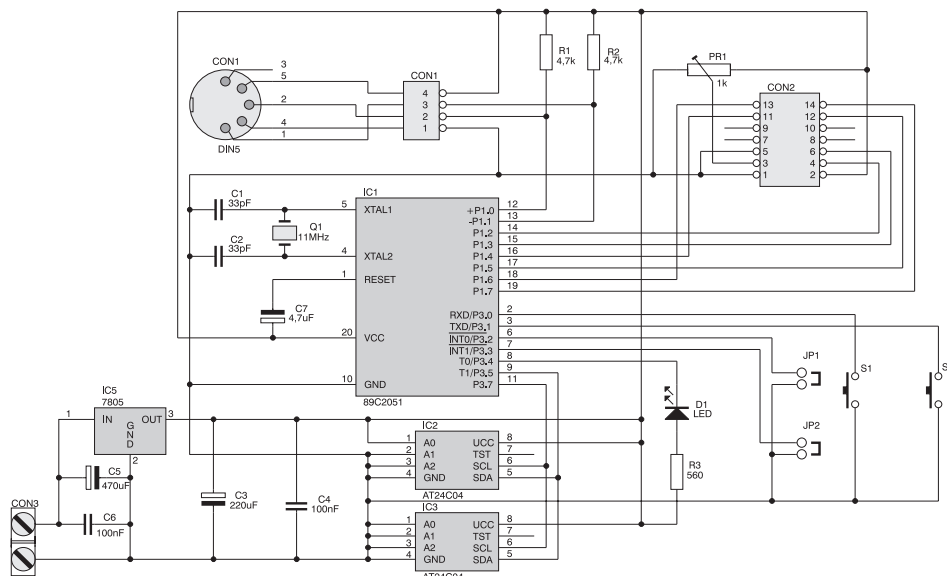 CON1
3
5
2
4
1
DIN5
CON1
4
3
2
1
R1
4,7k
R2
4,7k
PR1
1k
CON2
13 14
11 12
9 10
7 8
5 6
3 4
1 2
C1
33pF
C2
33pF
Q1
11MHz
C7
4,7uF
IC1
5 XTAL1
4 XTAL2
1 RESET
20 VCC
10 GND
+P1.0 12
-P1.1 13
P1.2 14
P1.3 15
P1.4 16
P1.5 17
P1.6 18
P1.7 19
RXD/P3.0 2
TXD/P3.1 3
INT0/P3.2 6
INT1/P3.3 7
T0/P3.4 8
T1/P3.5 9
P3.7 11
89C2051
JP1
JP2
S1
S
D1
LED
R3
560
IC5
7805
1 IN OUT 3
GND
2
C5
470uF
C6
100nF
CON3
C3
220uF
C4
100nF
IC2
1 A0 UCC 8
2 A1 TST 7
3 A2 SCL 6
4 GND SDA 5
AT24C04
IC3
1 A0 UCC 8
2 A1 TST 7
3 A2 SCL 6
4 GND SDA 5
AT24C04